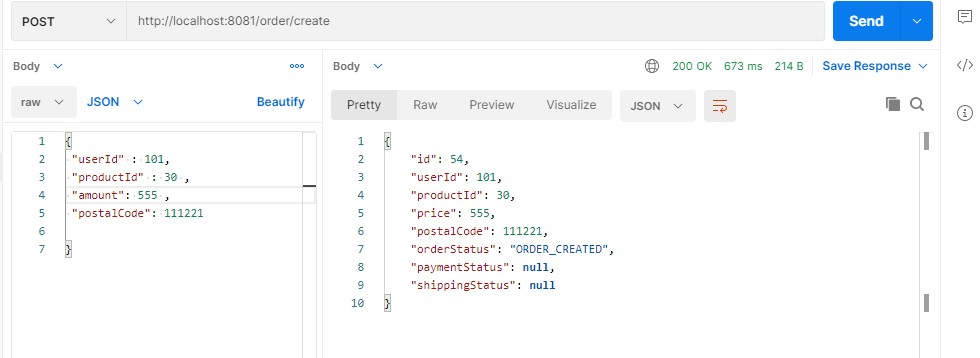 POST http://localhost:8081/order/create Send
Body Body 200 OK 673 ms 214 B Save Response
raw JSON Beautify
Pretty Raw Preview Visualize JSON
1 {
2 "userId" : 101,
3 "productId" : 30 ,
4 "amount": 555 ,
5 "postalCode": 111221
6
7 }
1 {
2 "id": 54,
3 "userId": 101,
4 "productId": 30,
5 "price": 555,
6 "postalCode": 111221,
7 "orderStatus": "ORDER_CREATED",
8 "paymentStatus": null,
9 "shippingStatus": null
10 }